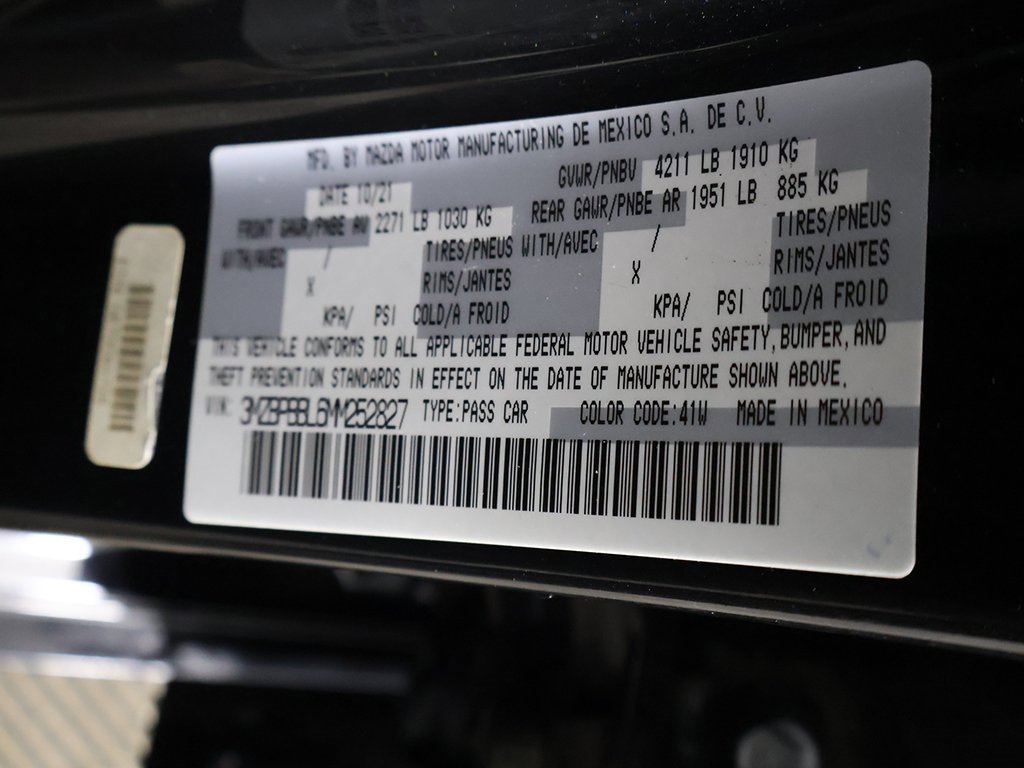 MFD. BY MAZDA MOTOR MANUFACTURING DE MEXICO S.A. DE C.V.
DATE 10/21 GVWR/PNBV 4211 LB 1910 KG
FRONT GAWR/PNBE AV 2271 LB 1030 KG REAR GAWR/PNBE AR 1951 LB 885 KG
WITH/AVEC / TIRES/PNEUS WITH/AVEC / TIRES/PNEUS
X RIMS/JANTES X RIMS/JANTES
KPA/ PSI COLD/A FROID KPA/ PSI COLD/A FROID
THIS VEHICLE CONFORMS TO ALL APPLICABLE FEDERAL MOTOR VEHICLE SAFETY, BUMPER, AND
THEFT PREVENTION STANDARDS IN EFFECT ON THE DATE OF MANUFACTURE SHOWN ABOVE.
VIN: 3MZBPBBL6MM252827 TYPE:PASS CAR COLOR CODE:41W MADE IN MEXICO